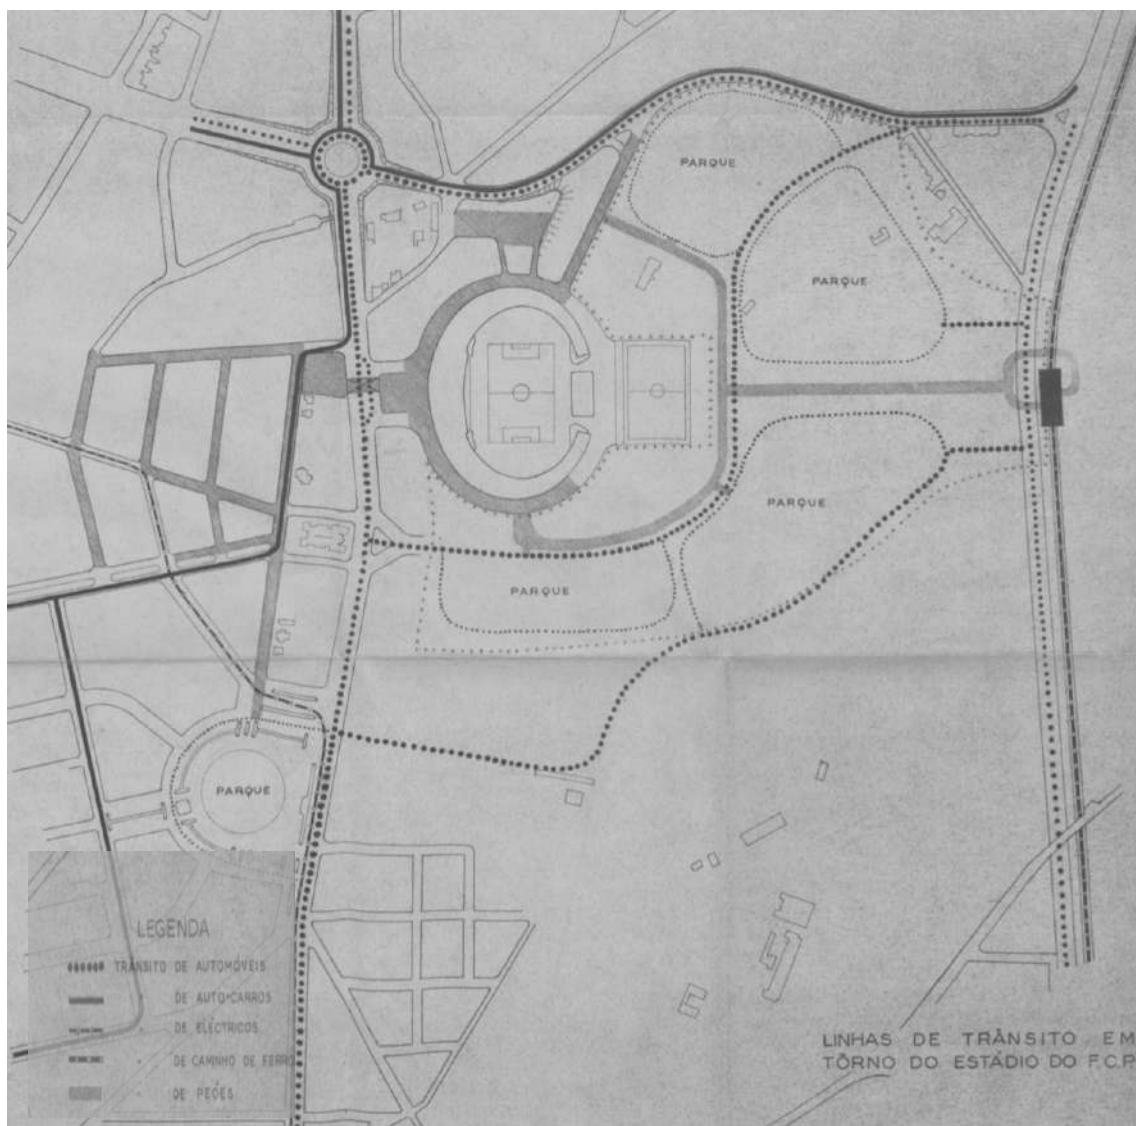 PARQUE
PARQUE
PARQUE
PARQUE
PARQUE
LEGENDA
TRÂNSITO DE AUTOMÓVEIS
" DE AUTO-CARROS
" DE ELÉCTRICOS
" DE CAMINHO DE FERRO
" DE PEÕES
LINHAS DE TRÂNSITO EM
TÔRNO DO ESTÁDIO DO F.C.P.